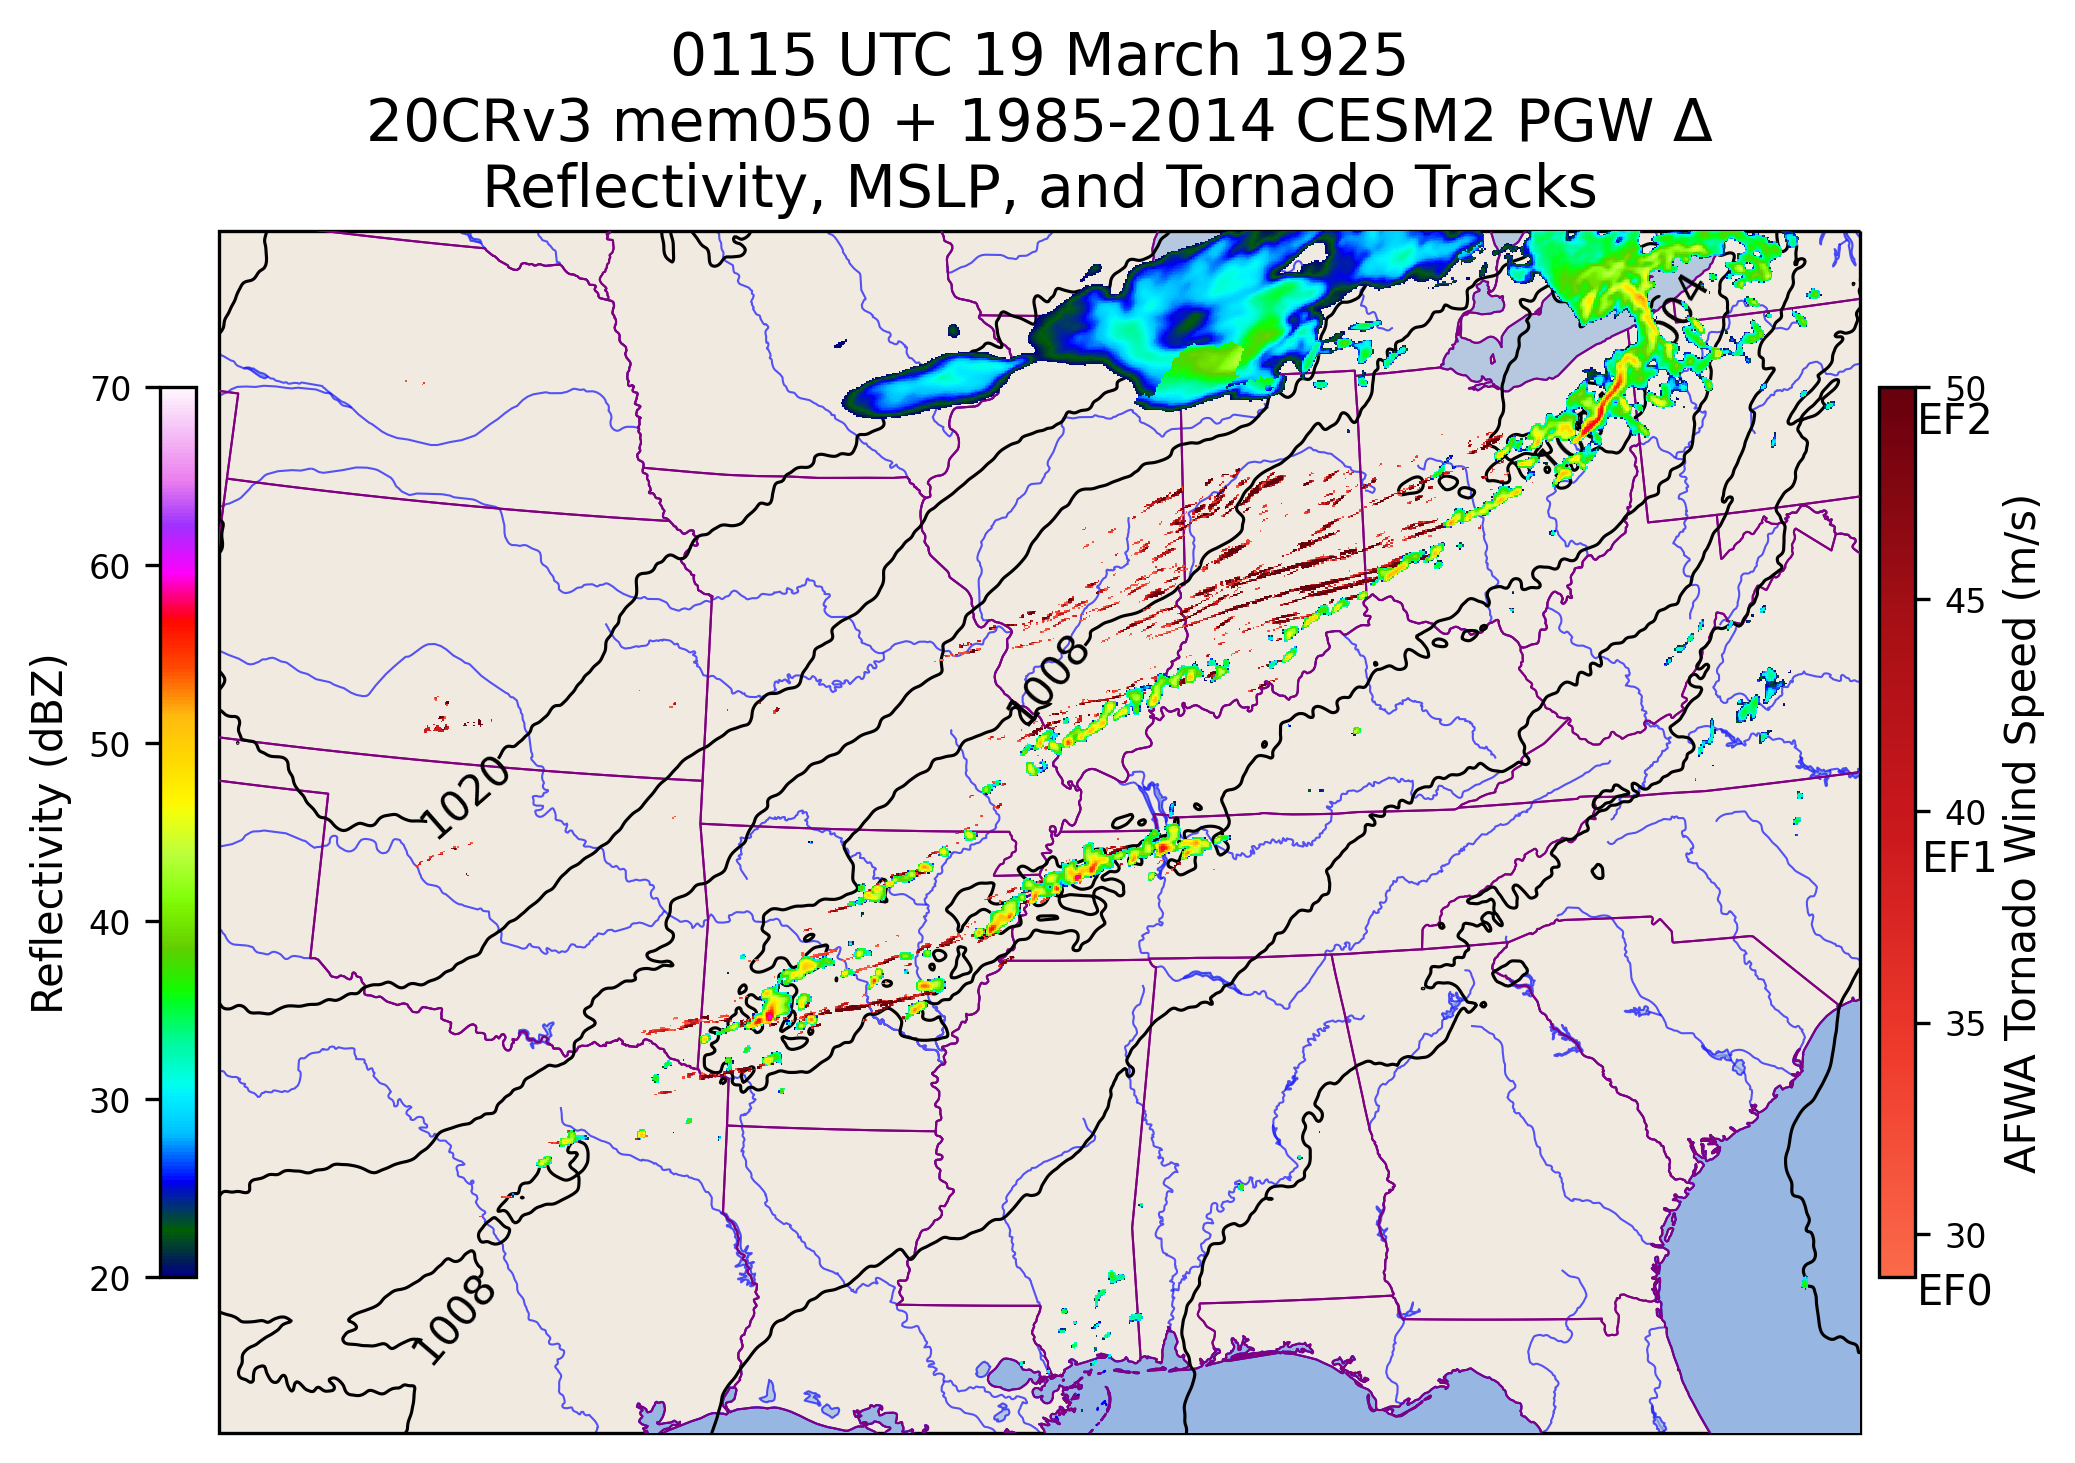 0115 UTC 19 March 1925
20CRv3 mem050 + 1985-2014 CESM2 PGW Δ
Reflectivity, MSLP, and Tornado Tracks
Reflectivity (dBZ)
70
60
50
40
30
20
1020
1008
1008
50
EF2
45
40
EF1
35
30
EF0
AFWA Tornado Wind Speed (m/s)